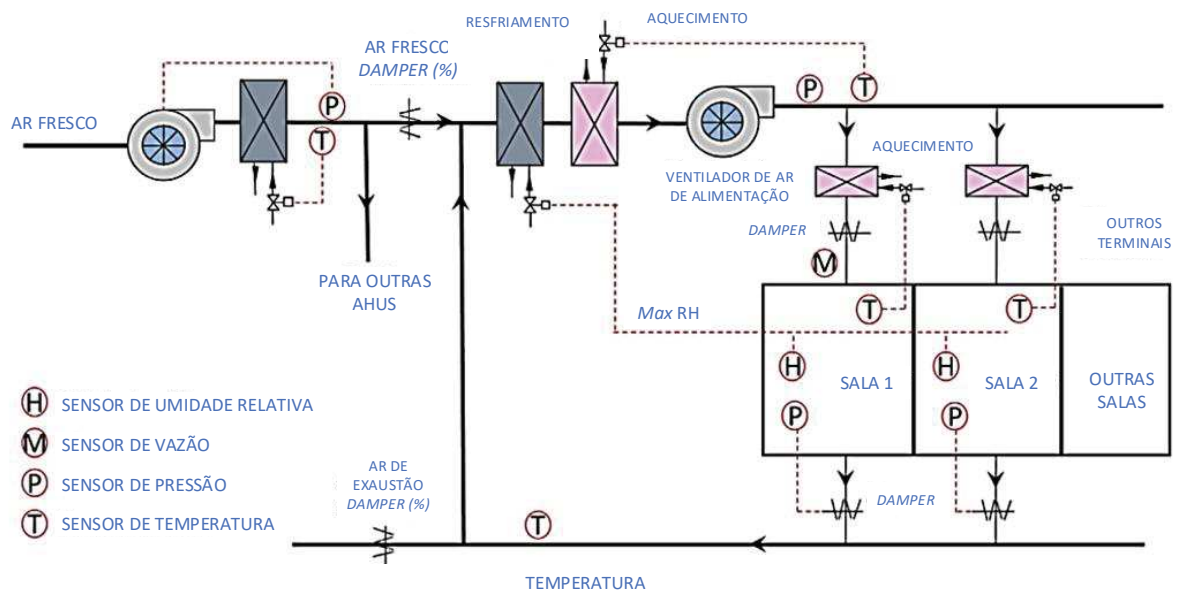 RESFRIAMENTO
AQUECIMENTO
AR FRESCC
DAMPER (%)
P
P
T
AR FRESCO
T
AQUECIMENTO
VENTILADOR DE AR
DE ALIMENTAÇÃO
DAMPER
OUTROS
TERMINAIS
M
PARA OUTRAS
AHUS
T
T
Max RH
H
H
SALA 1
SALA 2
OUTRAS
SALAS
P
P
H SENSOR DE UMIDADE RELATIVA
M SENSOR DE VAZÃO
P SENSOR DE PRESSÃO
T SENSOR DE TEMPERATURA
AR DE
EXAUSTÃO
DAMPER (%)
DAMPER
T
TEMPERATURA